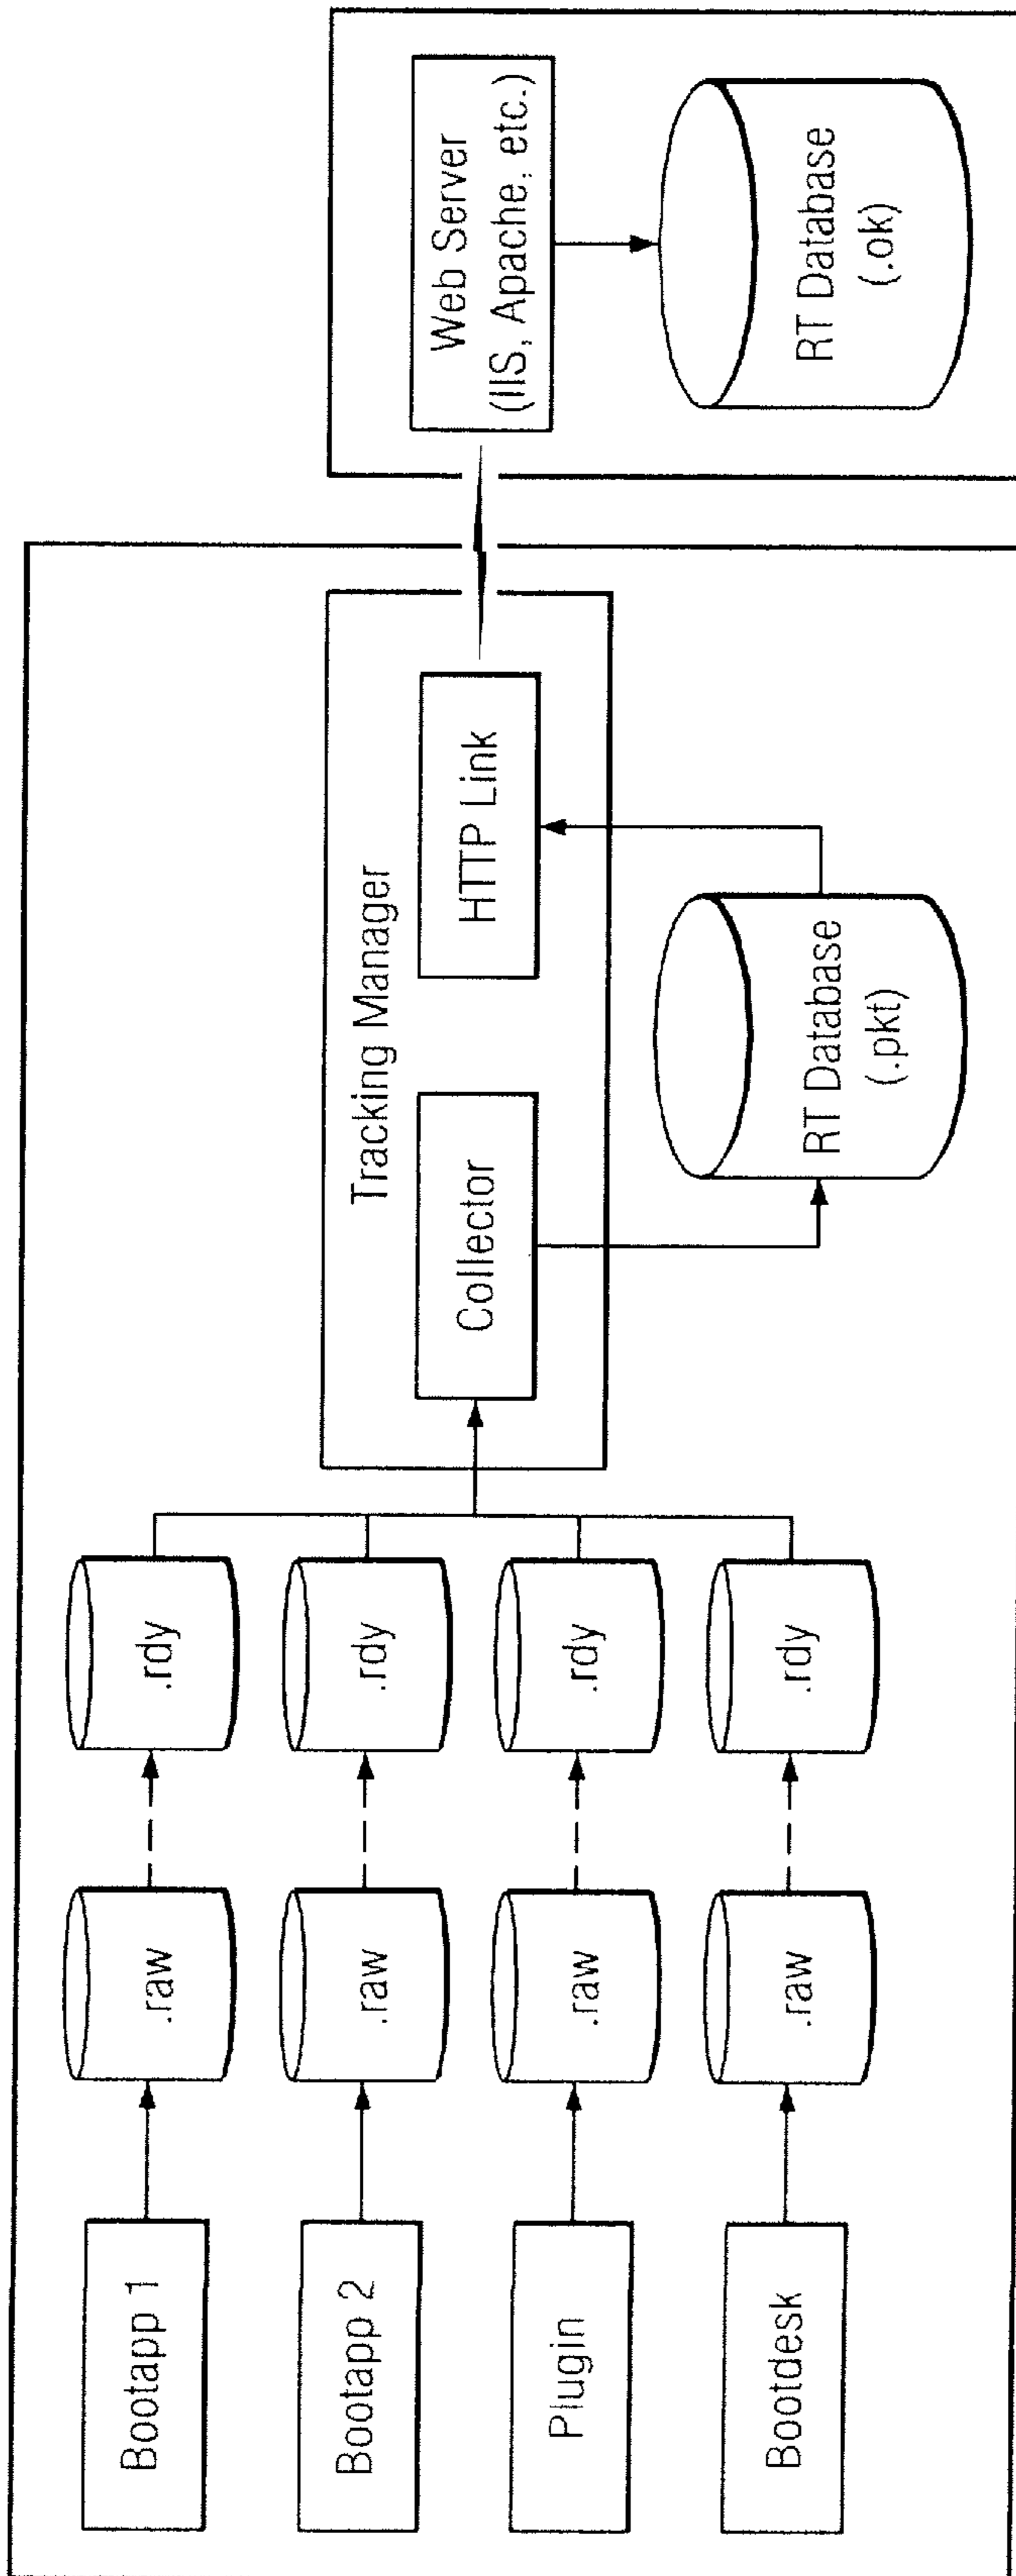 Bootapp 1
.raw
.rdy
Bootapp 2
.raw
.rdy
Plugin
.raw
.rdy
Bootdesk
.raw
.rdy
Tracking Manager
Collector
HTTP Link
RT Database
(.pkt)
Web Server
(IIS, Apache, etc.)
RT Database
(.ok)